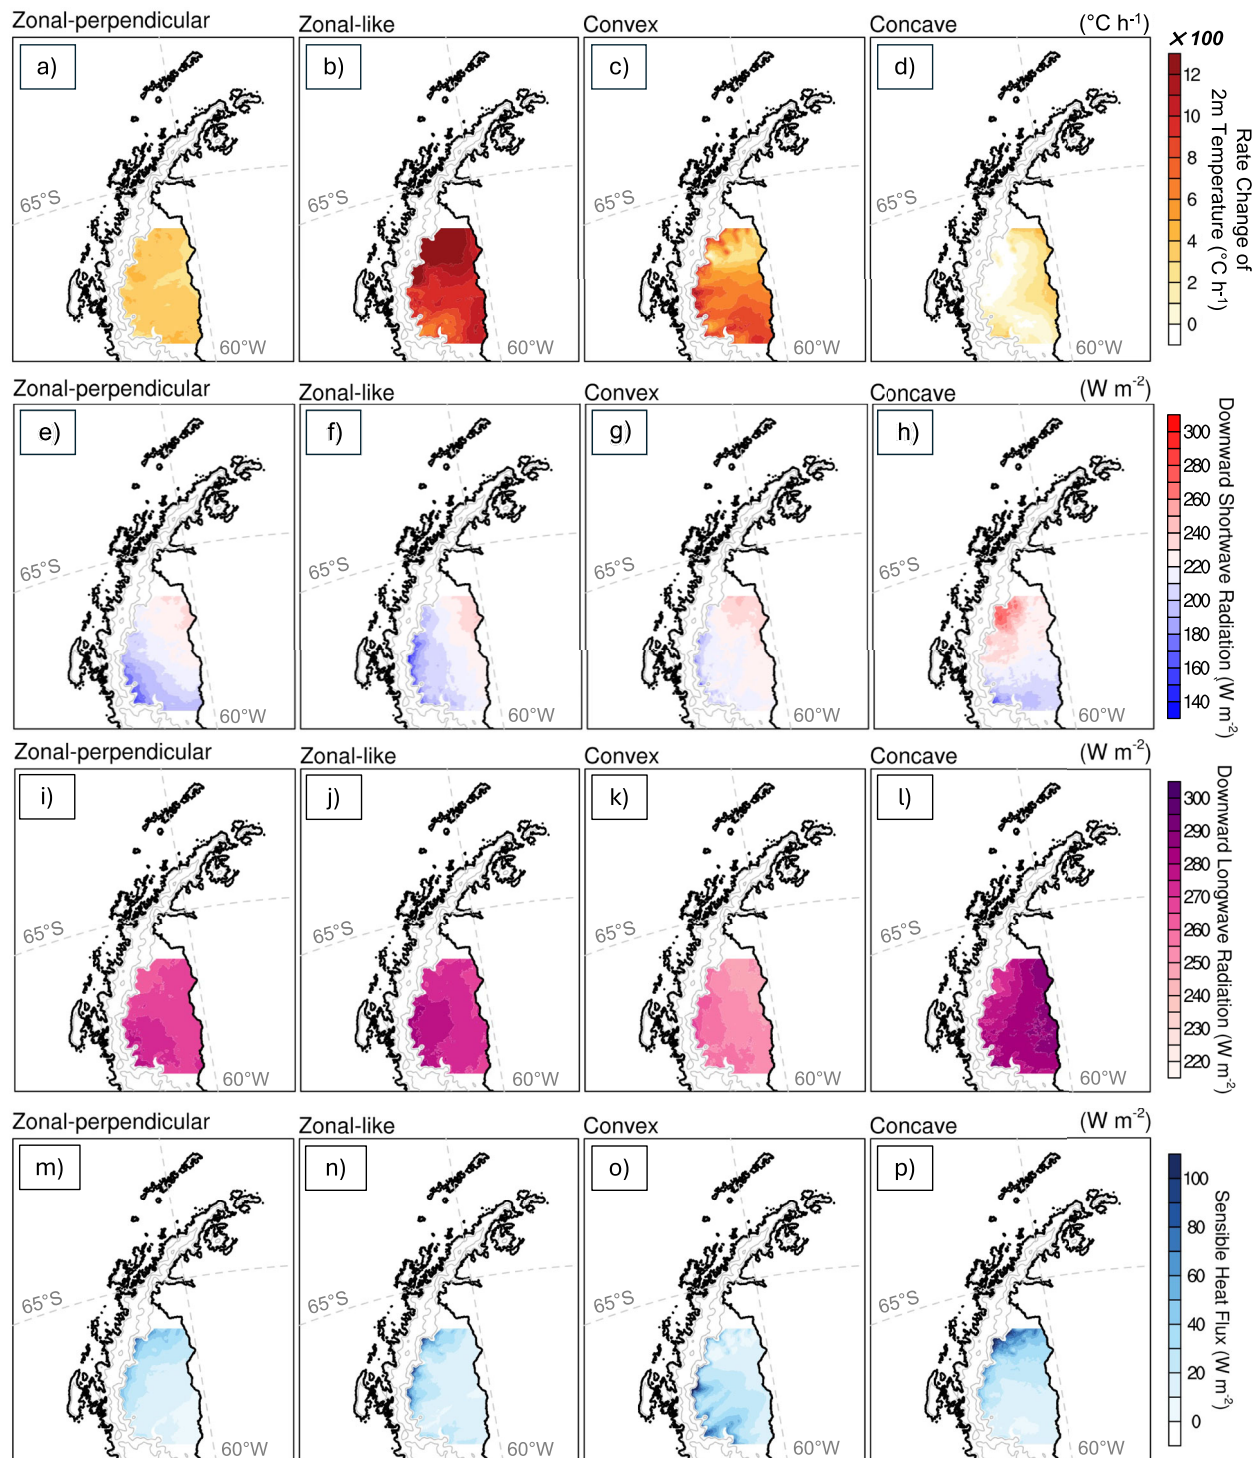 Zonal-perpendicular Zonal-like Convex Concave (°C h⁻¹)
×100
a) b) c) d)
65°S 65°S 65°S 65°S
60°W 60°W 60°W 60°W
12
10
8
6
4
2
0
Rate Change of
2m Temperature (°C h⁻¹)
Zonal-perpendicular Zonal-like Convex Concave (W m⁻²)
e) f) g) h)
65°S 65°S 65°S 65°S
60°W 60°W 60°W 60°W
300
280
260
240
220
200
180
160
140
Downward Shortwave Radiation (W m⁻²)
Zonal-perpendicular Zonal-like Convex Concave (W m⁻²)
i) j) k) l)
65°S 65°S 65°S 65°S
60°W 60°W 60°W 60°W
300
290
280
270
260
250
240
230
220
Downward Longwave Radiation (W m⁻²)
Zonal-perpendicular Zonal-like Convex Concave (W m⁻²)
m) n) o) p)
65°S 65°S 65°S 65°S
60°W 60°W 60°W 60°W
100
80
60
40
20
0
Sensible Heat Flux (W m⁻²)